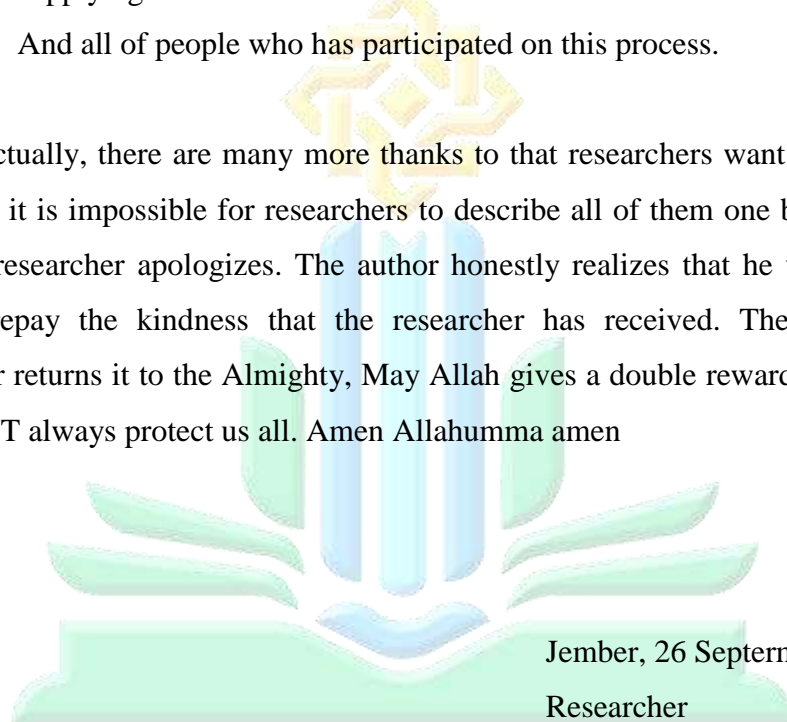 And all of people who has participated on this process.
ctually, there are many more thanks to that researchers want
it is impossible for researchers to describe all of them one b
researcher apologizes. The author honestly realizes that he
repay the kindness that the researcher has received. The
r returns it to the Almighty, May Allah gives a double reward
T always protect us all. Amen Allahumma amen
Jember, 26 Septem
Researcher